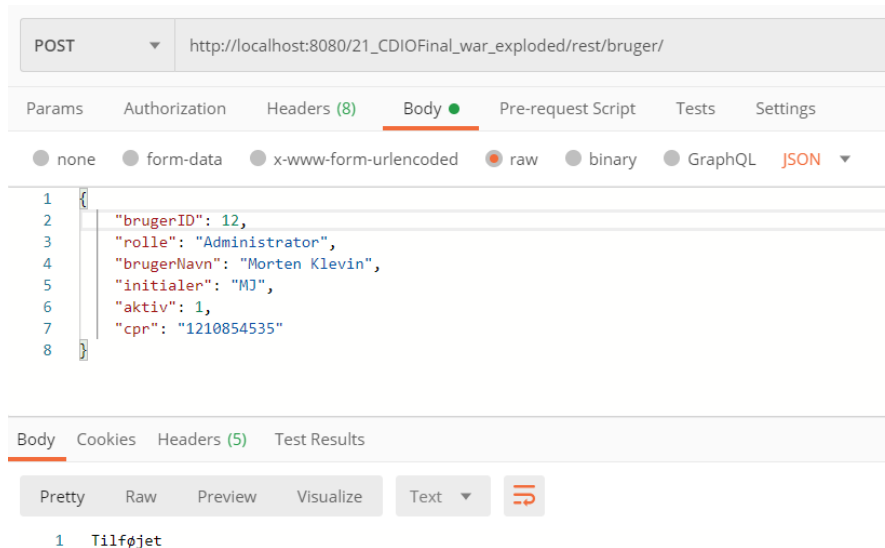 POST http://localhost:8080/21_CDIOFinal_war_exploded/rest/bruger/
Params Authorization Headers (8) Body Pre-request Script Tests Settings
none form-data x-www-form-urlencoded raw binary GraphQL JSON
1 {
2 "brugerID": 12,
3 "rolle": "Administrator",
4 "brugerNavn": "Morten Klevin",
5 "initialer": "MJ",
6 "aktiv": 1,
7 "cpr": "1210854535"
8 }
Body Cookies Headers (5) Test Results
Pretty Raw Preview Visualize Text
1 Tilføjet